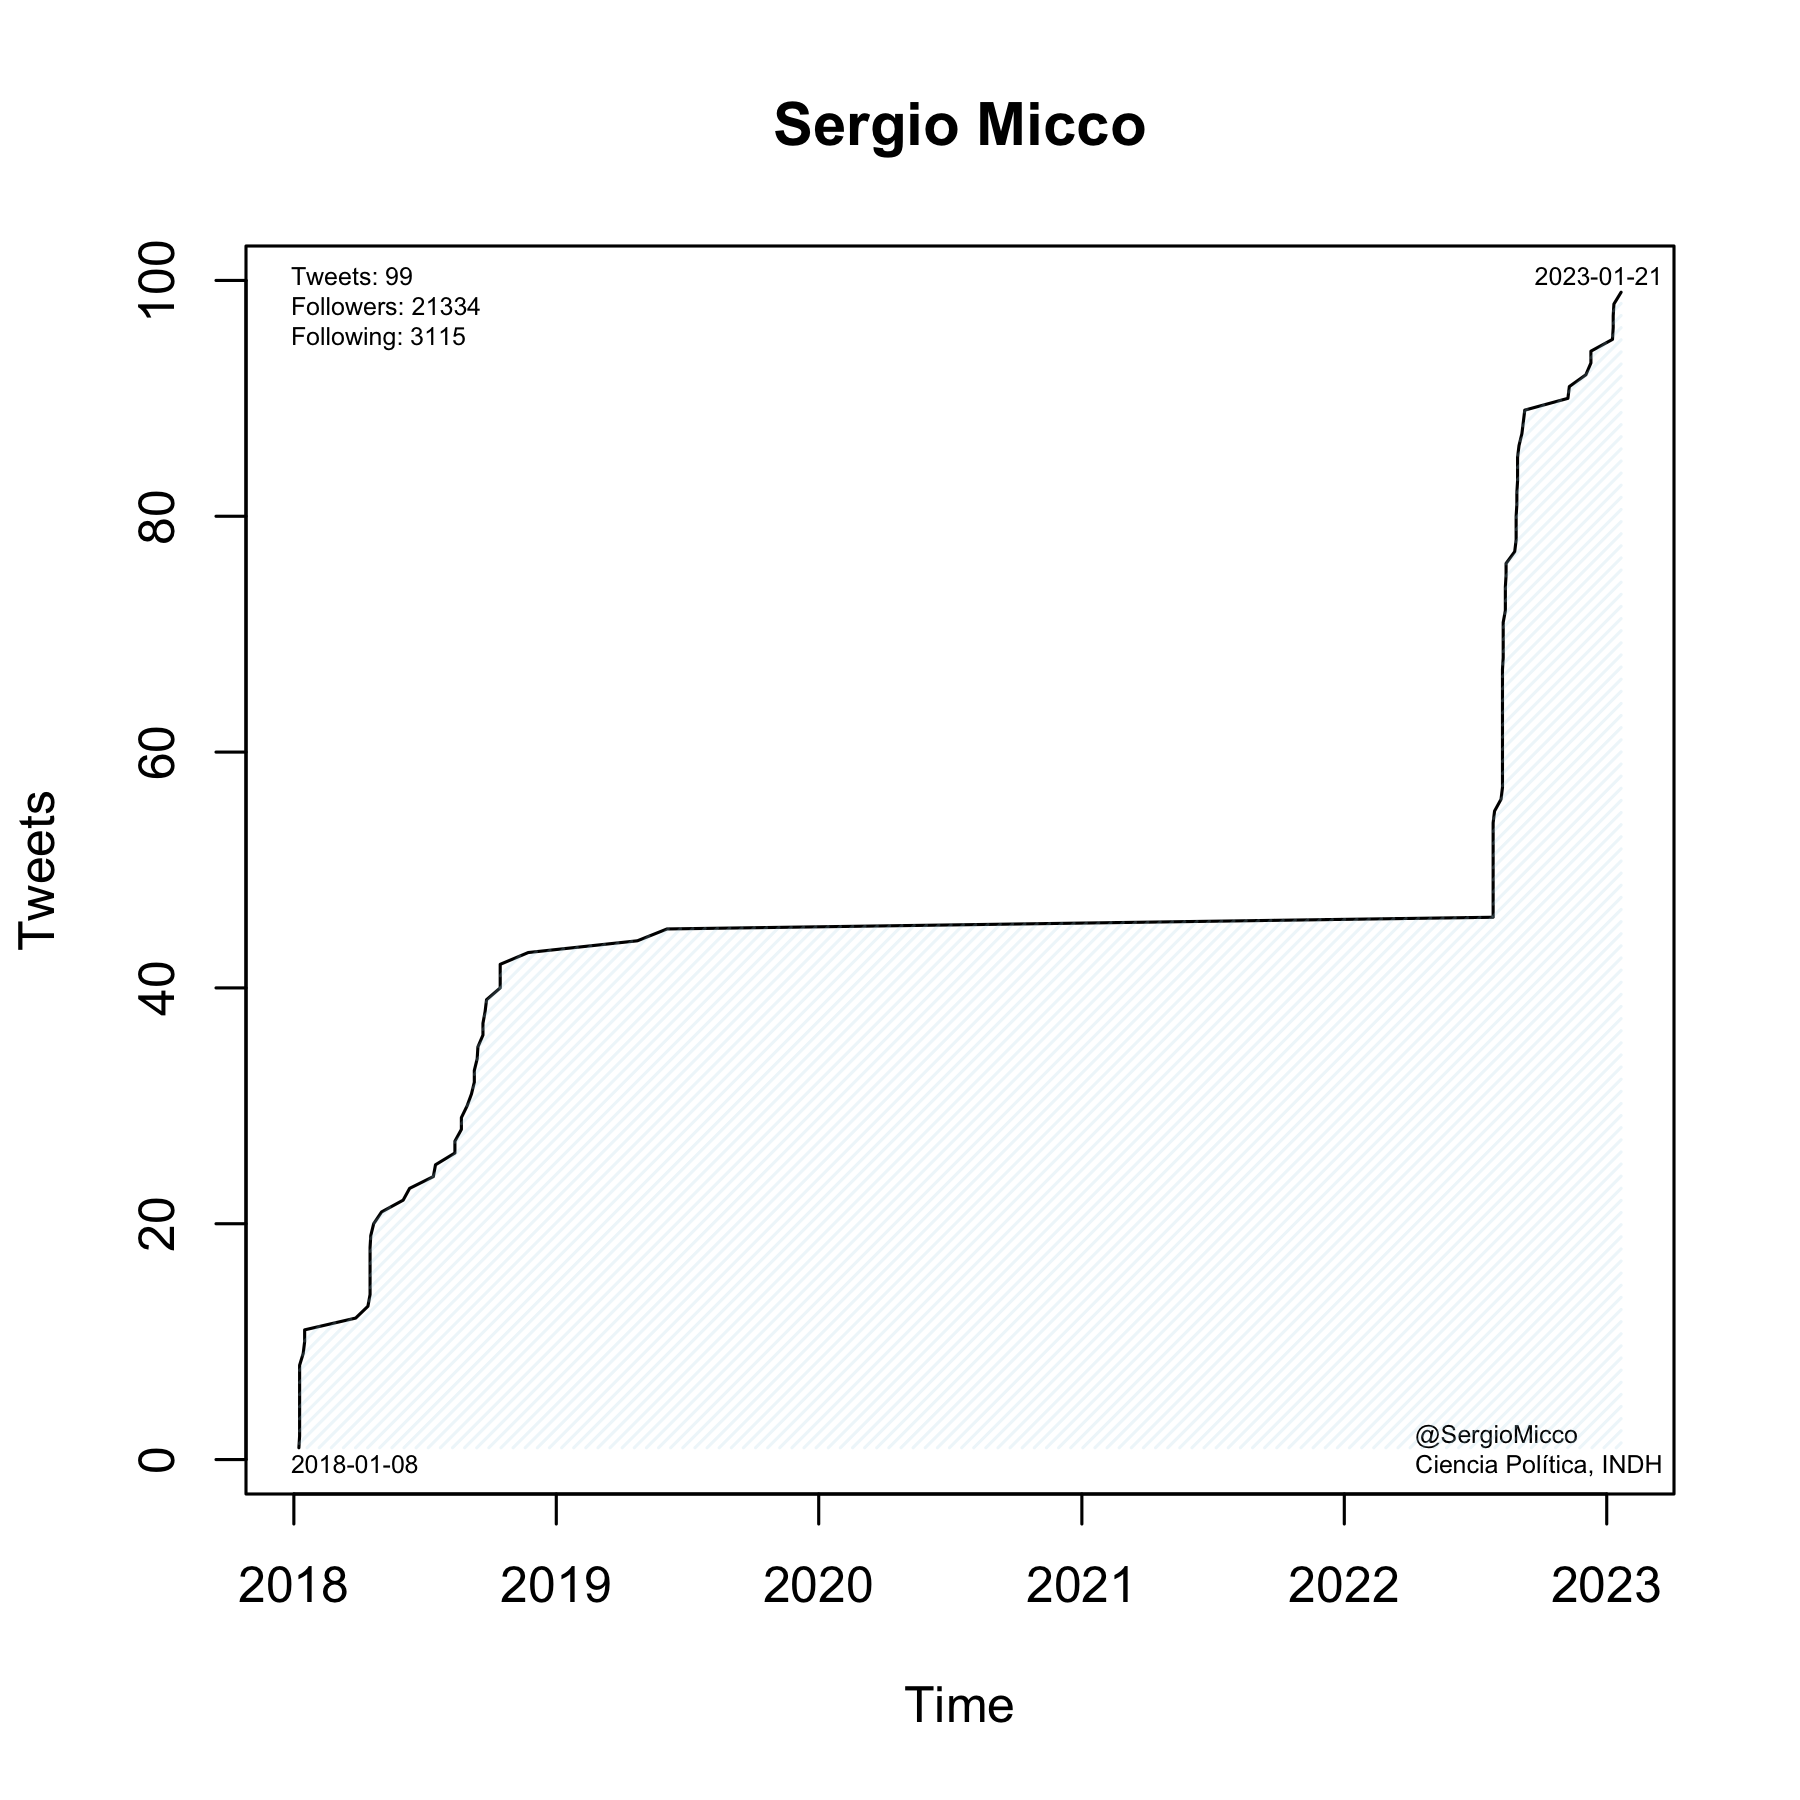 Sergio Micco
Tweets: 99
Followers: 21334
Following: 3115
2023-01-21
100
80
60
40
20
0
Tweets
@SergioMicco
Ciencia Política, INDH
2018-01-08
2018
2019
2020
2021
2022
2023
Time